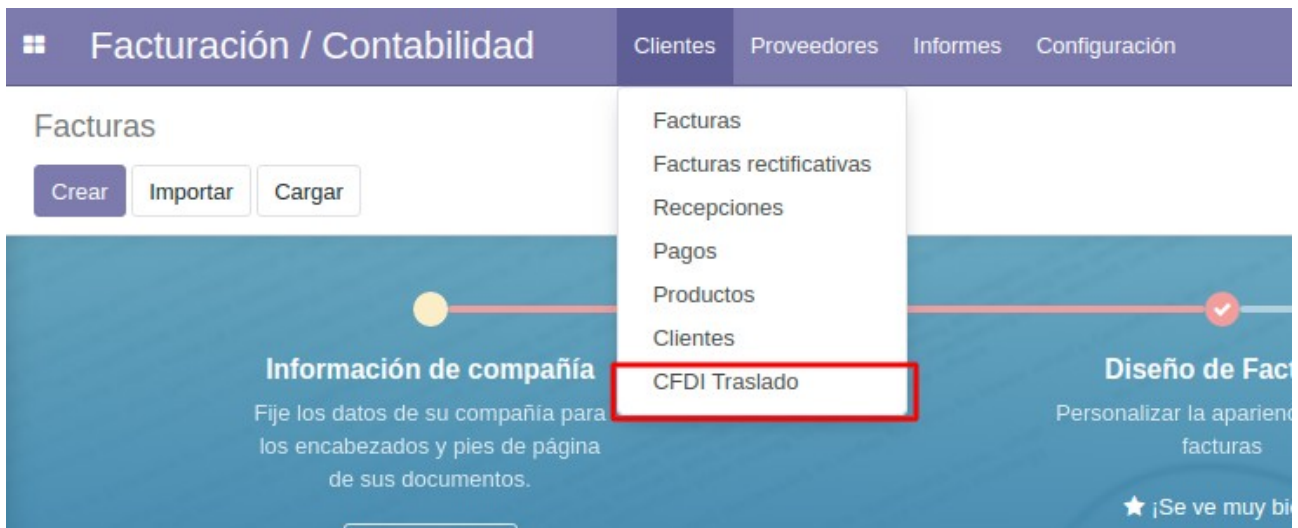 Facturación / Contabilidad Clientes Proveedores Informes Configuración
Facturas
Crear Importar Cargar
Facturas
Facturas rectificativas
Recepciones
Pagos
Productos
Clientes
CFDI Traslado
Información de compañía
Fije los datos de su compañía para
los encabezados y pies de página
de sus documentos.
Diseño de Fact
Personalizar la aparienc
facturas
¡Se ve muy bi